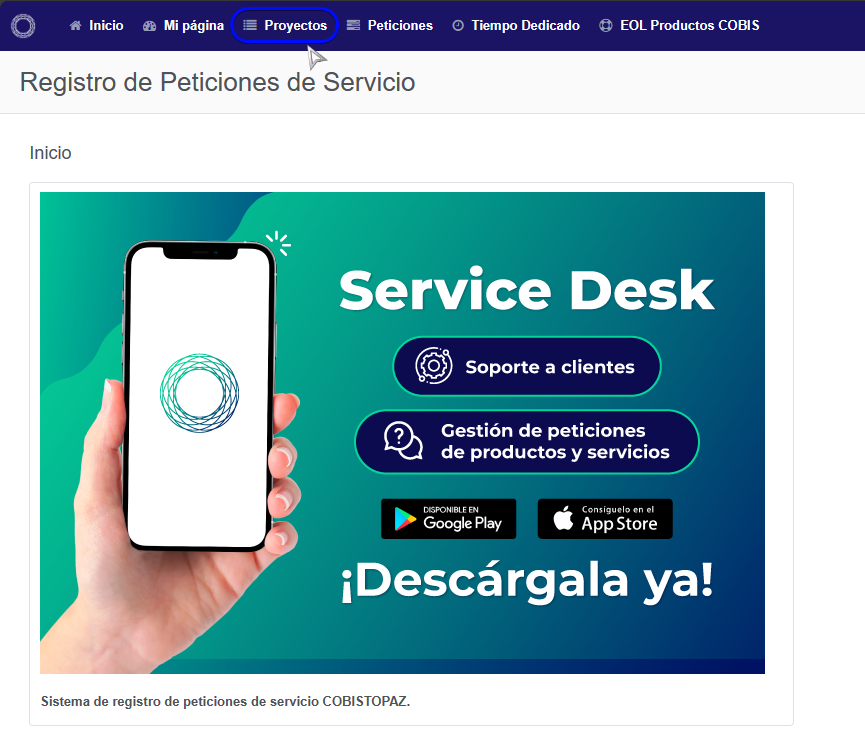 Inicio Mi página Proyectos Peticiones Tiempo Dedicado EOL Productos COBIS
Registro de Peticiones de Servicio
Inicio
Service Desk
Soporte a clientes
Gestión de peticiones
de productos y servicios
DISPONIBLE EN
Google Play
Consíguelo en el
App Store
¡Descárgala ya!
Sistema de registro de peticiones de servicio COBISTOPAZ.